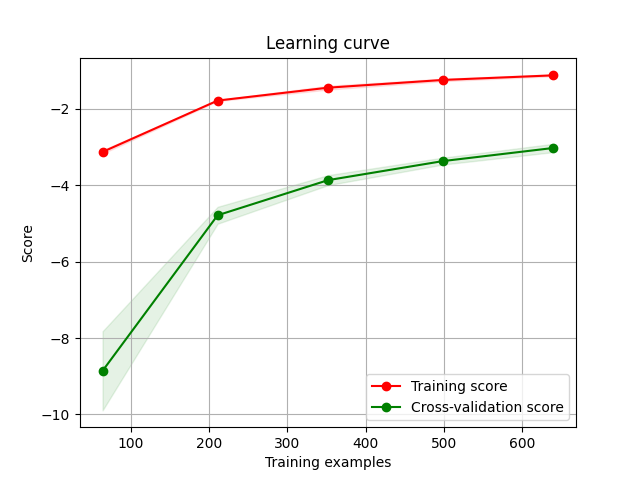 Learning curve
−2
−4
−6
−8
−10
Score
Training score
Cross-validation score
100 200 300 400 500 600
Training examples